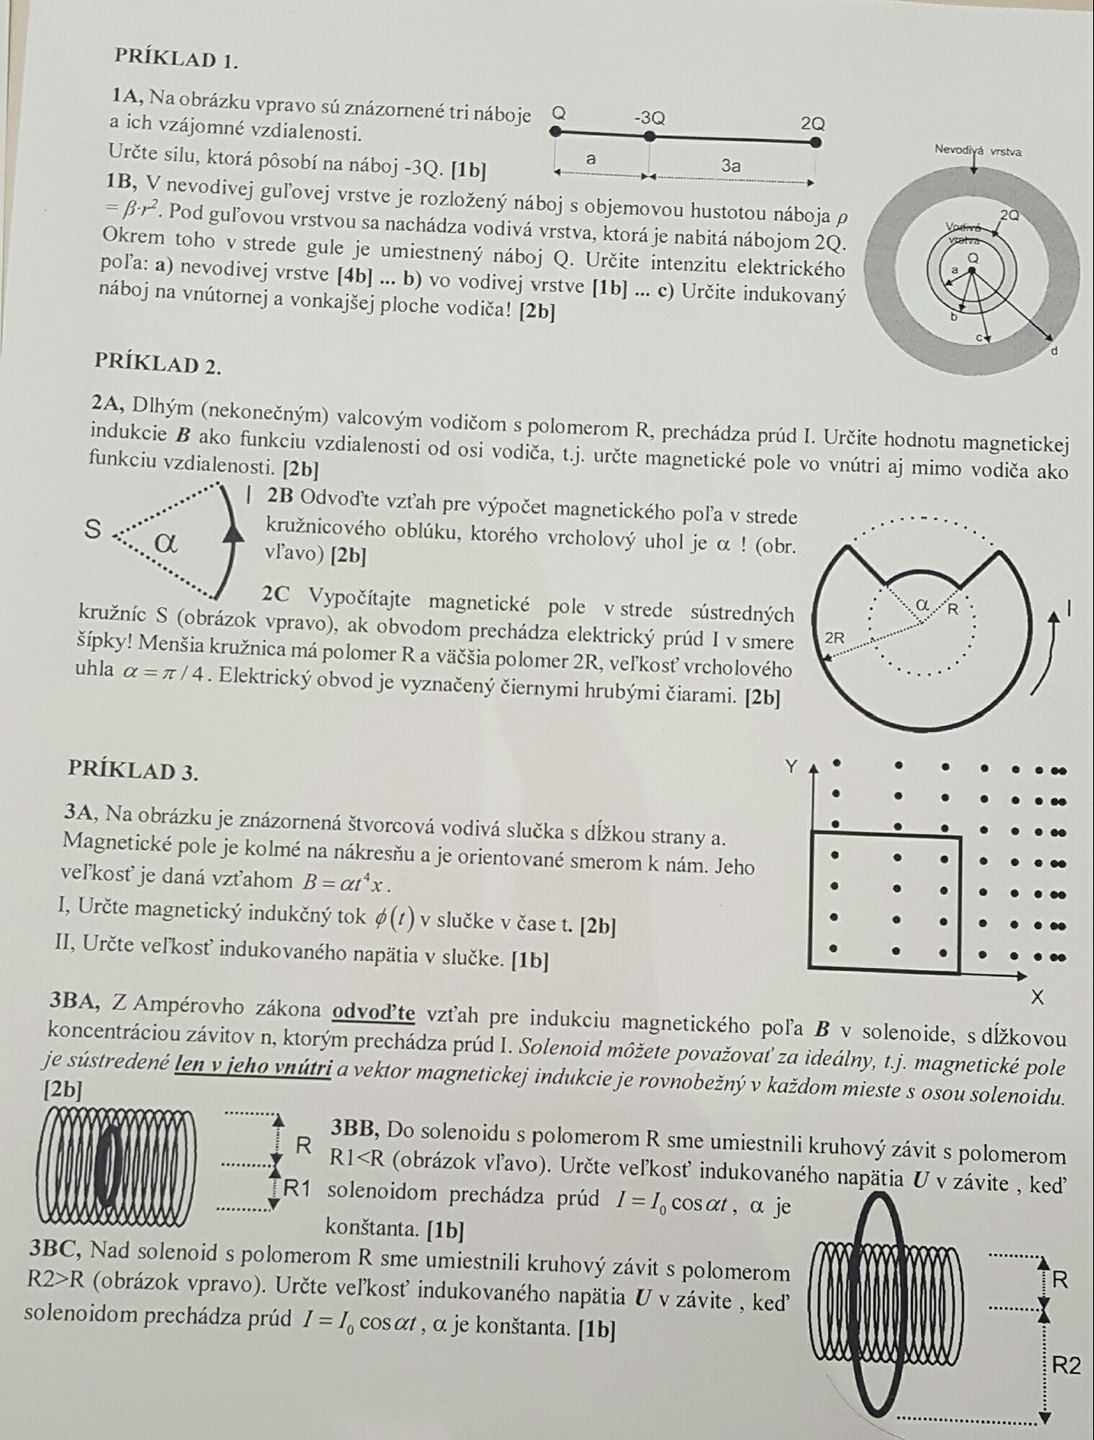 PRÍKLAD 1.
1A, Na obrázku vpravo sú znázornené tri náboje
a ich vzájomné vzdialenosti.
Určte silu, ktorá pôsobí na náboj -3Q. [1b]
Q
-3Q
2Q
a
3a
1B, V nevodivej guľovej vrstve je rozložený náboj s objemovou hustotou náboja ρ
= β·r². Pod guľovou vrstvou sa nachádza vodivá vrstva, ktorá je nabitá nábojom 2Q.
Okrem toho v strede gule je umiestnený náboj Q. Určite intenzitu elektrického
poľa: a) nevodivej vrstve [4b] ... b) vo vodivej vrstve [1b] ... c) Určite indukovaný
náboj na vnútornej a vonkajšej ploche vodiča! [2b]
Nevodivá vrstva
2Q
Vodivá
vrstva
Q
a
b
c
d
PRÍKLAD 2.
2A, Dlhým (nekonečným) valcovým vodičom s polomerom R, prechádza prúd I. Určite hodnotu magnetickej
indukcie B ako funkciu vzdialenosti od osi vodiča, t.j. určte magnetické pole vo vnútri aj mimo vodiča ako
funkciu vzdialenosti. [2b]
S
α
I
2B Odvoďte vzťah pre výpočet magnetického poľa v strede
kružnicového oblúku, ktorého vrcholový uhol je α ! (obr.
vľavo) [2b]
2C Vypočítajte magnetické pole v strede sústredných
kružníc S (obrázok vpravo), ak obvodom prechádza elektrický prúd I v smere
šípky! Menšia kružnica má polomer R a väčšia polomer 2R, veľkosť vrcholového
uhla α = π / 4. Elektrický obvod je vyznačený čiernymi hrubými čiarami. [2b]
α
R
2R
I
PRÍKLAD 3.
3A, Na obrázku je znázornená štvorcová vodivá slučka s dĺžkou strany a.
Magnetické pole je kolmé na nákresňu a je orientované smerom k nám. Jeho
veľkosť je daná vzťahom B = αt⁴x.
I, Určte magnetický indukčný tok ϕ(t) v slučke v čase t. [2b]
II, Určte veľkosť indukovaného napätia v slučke. [1b]
Y
X
3BA, Z Ampérovho zákona odvoďte vzťah pre indukciu magnetického poľa B v solenoide, s dĺžkovou
koncentráciou závitov n, ktorým prechádza prúd I. Solenoid môžete považovať za ideálny, t.j. magnetické pole
je sústredené len v jeho vnútri a vektor magnetickej indukcie je rovnobežný v každom mieste s osou solenoidu.
[2b]
R
R1
3BB, Do solenoidu s polomerom R sme umiestnili kruhový závit s polomerom
R1<R (obrázok vľavo). Určte veľkosť indukovaného napätia U v závite , keď
solenoidom prechádza prúd I = I₀ cos αt , α je
konštanta. [1b]
3BC, Nad solenoid s polomerom R sme umiestnili kruhový závit s polomerom
R2>R (obrázok vpravo). Určte veľkosť indukovaného napätia U v závite , keď
solenoidom prechádza prúd I = I₀ cos αt , α je konštanta. [1b]
R
R2